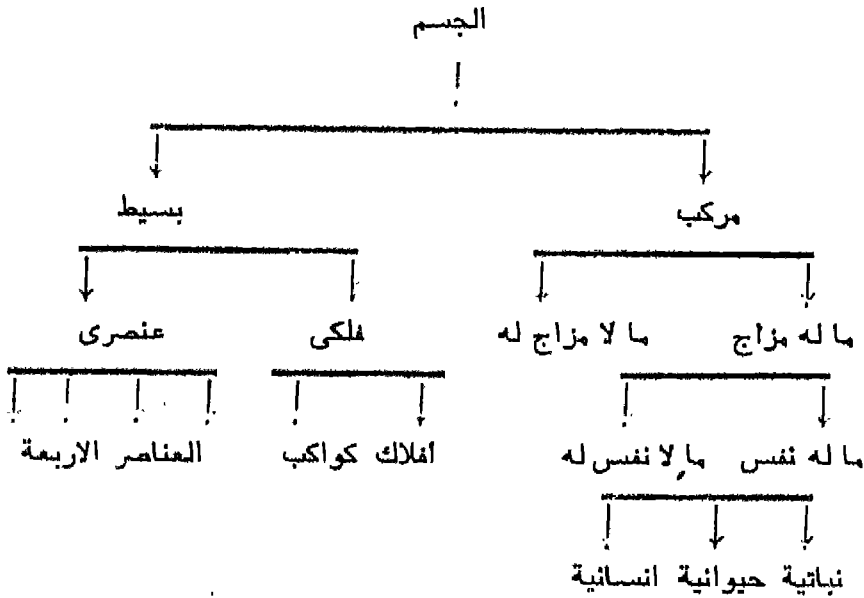 الجسم
مركب بسيط
ما له مزاج ما لا مزاج له فلكى عنصرى
ما له نفس ما لا نفس له افلاك كواكب العناصر الاربعة
نباتية حيوانية انسانية